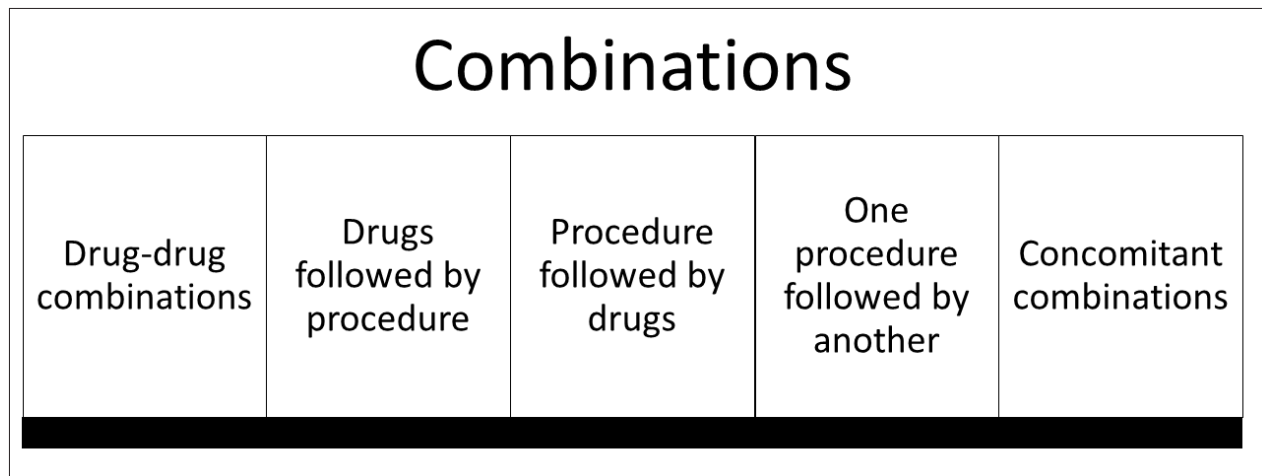 Combinations
Drug-drug
combinations
Drugs
followed by
procedure
Procedure
followed by
drugs
One
procedure
followed by
another
Concomitant
combinations